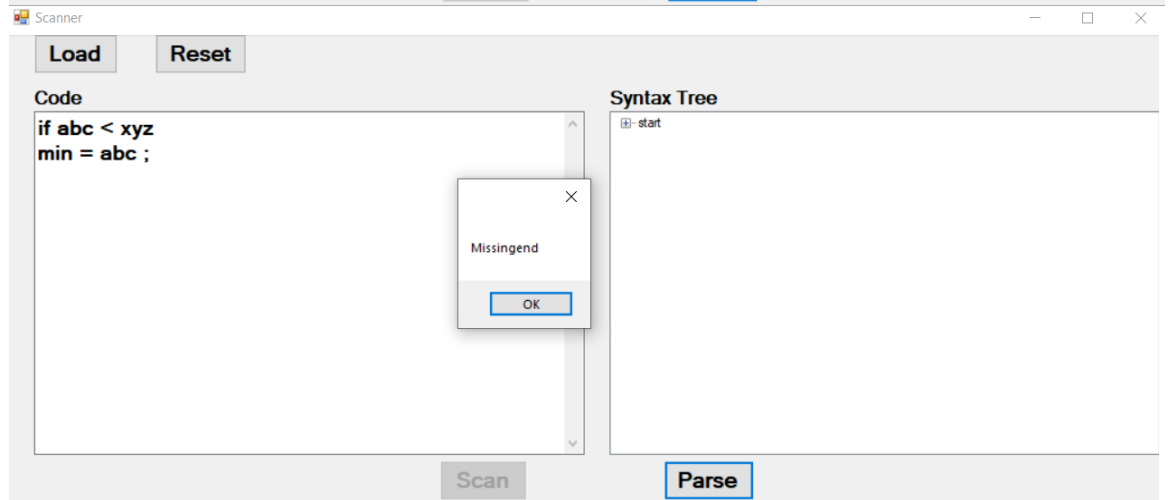 Scanner
Load Reset
Code Syntax Tree
if abc < xyz
min = abc ;
start
Missingend
OK
Scan Parse